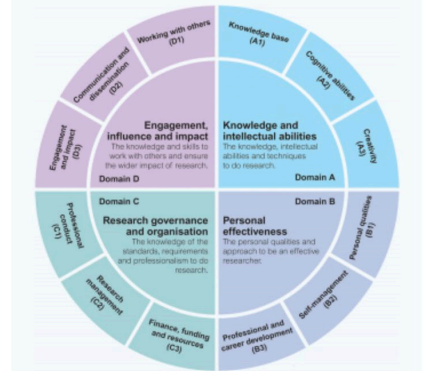 Working with others
(D1)
Knowledge base
(A1)
Communication and
dissemination
(D2)
Cognitive abilities
(A2)
Engagement
and impact
(D3)
Creativity
(A3)
Engagement,
influence and impact
The knowledge and skills to
work with others and ensure
the wider impact of research.
Domain D
Knowledge and
intellectual abilities
The knowledge, intellectual
abilities and techniques
to do research.
Domain A
Domain C
Research governance
and organisation
The knowledge of the
standards, requirements
and professionalism to do
research.
Domain B
Personal
effectiveness
The personal qualities and
approach to be an effective
researcher.
Professional
conduct
(C1)
Personal qualities
(B1)
Research
management
(C2)
Self-management
(B2)
Finance, funding
and resources
(C3)
Professional and
career development
(B3)